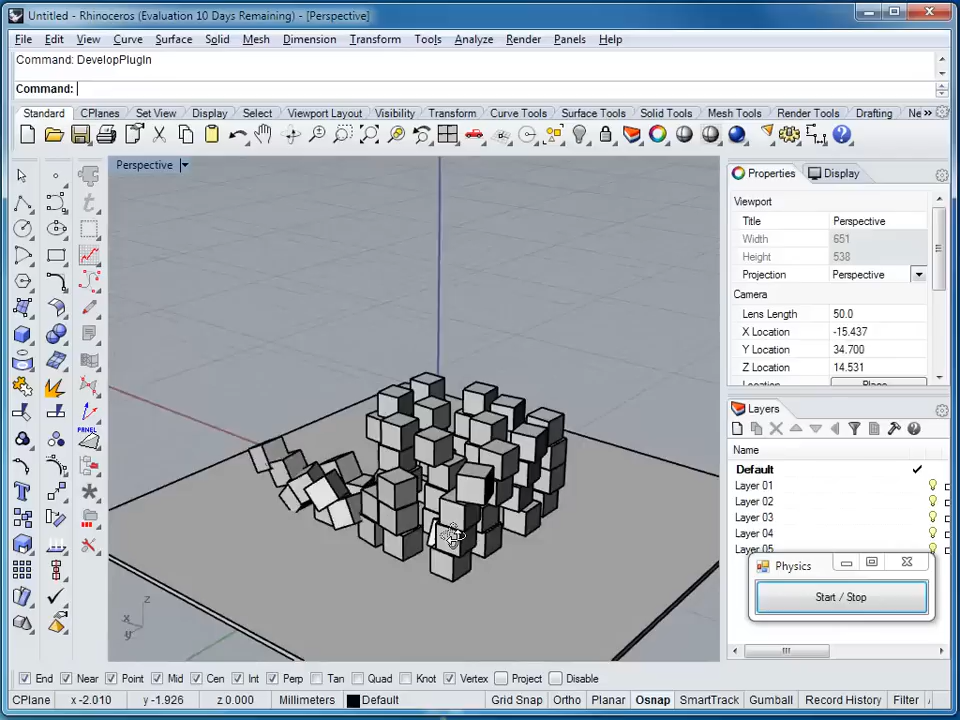 Untitled - Rhinoceros (Evaluation 10 Days Remaining) - [Perspective]
File Edit View Curve Surface Solid Mesh Dimension Transform Tools Analyze Render Panels Help
Command: DevelopPlugIn
Command:
Standard CPlanes Set View Display Select Viewport Layout Visibility Transform Curve Tools Surface Tools Solid Tools Mesh Tools Render Tools Drafting Ne »
Perspective
Properties Display
Viewport
Title Perspective
Width 651
Height 538
Projection Perspective
Camera
Lens Length 50.0
X Location -15.437
Y Location 34.700
Z Location 14.531
Location Place
Layers
Name
Default
Layer 01
Layer 02
Layer 03
Layer 04
Layer 05
Physics
Start / Stop
PANEL
z
x
y
End Near Point Mid Cen Int Perp Tan Quad Knot Vertex Project Disable
CPlane x -2.010 y -1.926 z 0.000 Millimeters Default Grid Snap Ortho Planar Osnap SmartTrack Gumball Record History Filter